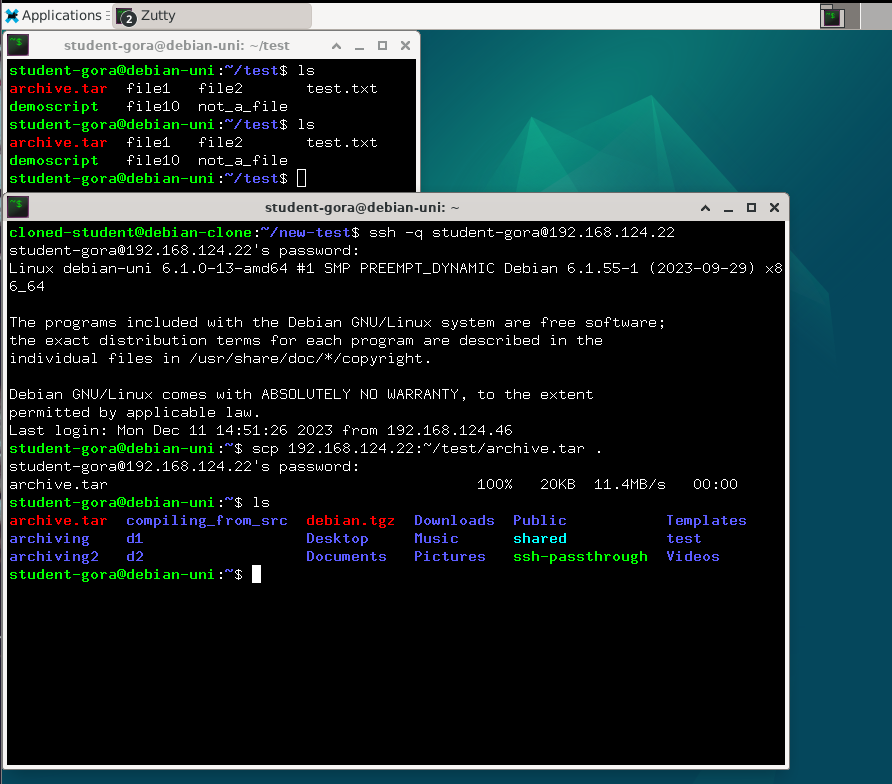 Applications
2 Zutty
student-gora@debian-uni: ~/test
student-gora@debian-uni:~/test$ ls
archive.tar file1 file2 test.txt
demoscript file10 not_a_file
student-gora@debian-uni:~/test$ ls
archive.tar file1 file2 test.txt
demoscript file10 not_a_file
student-gora@debian-uni:~/test$
student-gora@debian-uni: ~
cloned-student@debian-clone:~/new-test$ ssh -q student-gora@192.168.124.22
student-gora@192.168.124.22's password:
Linux debian-uni 6.1.0-13-amd64 #1 SMP PREEMPT_DYNAMIC Debian 6.1.55-1 (2023-09-29) x8
6_64
The programs included with the Debian GNU/Linux system are free software;
the exact distribution terms for each program are described in the
individual files in /usr/share/doc/*/copyright.
Debian GNU/Linux comes with ABSOLUTELY NO WARRANTY, to the extent
permitted by applicable law.
Last login: Mon Dec 11 14:51:26 2023 from 192.168.124.46
student-gora@debian-uni:~$ scp 192.168.124.22:~/test/archive.tar .
student-gora@192.168.124.22's password:
archive.tar 100% 20KB 11.4MB/s 00:00
student-gora@debian-uni:~$ ls
archive.tar compiling_from_src debian.tgz Downloads Public Templates
archiving d1 Desktop Music shared test
archiving2 d2 Documents Pictures ssh-passthrough Videos
student-gora@debian-uni:~$